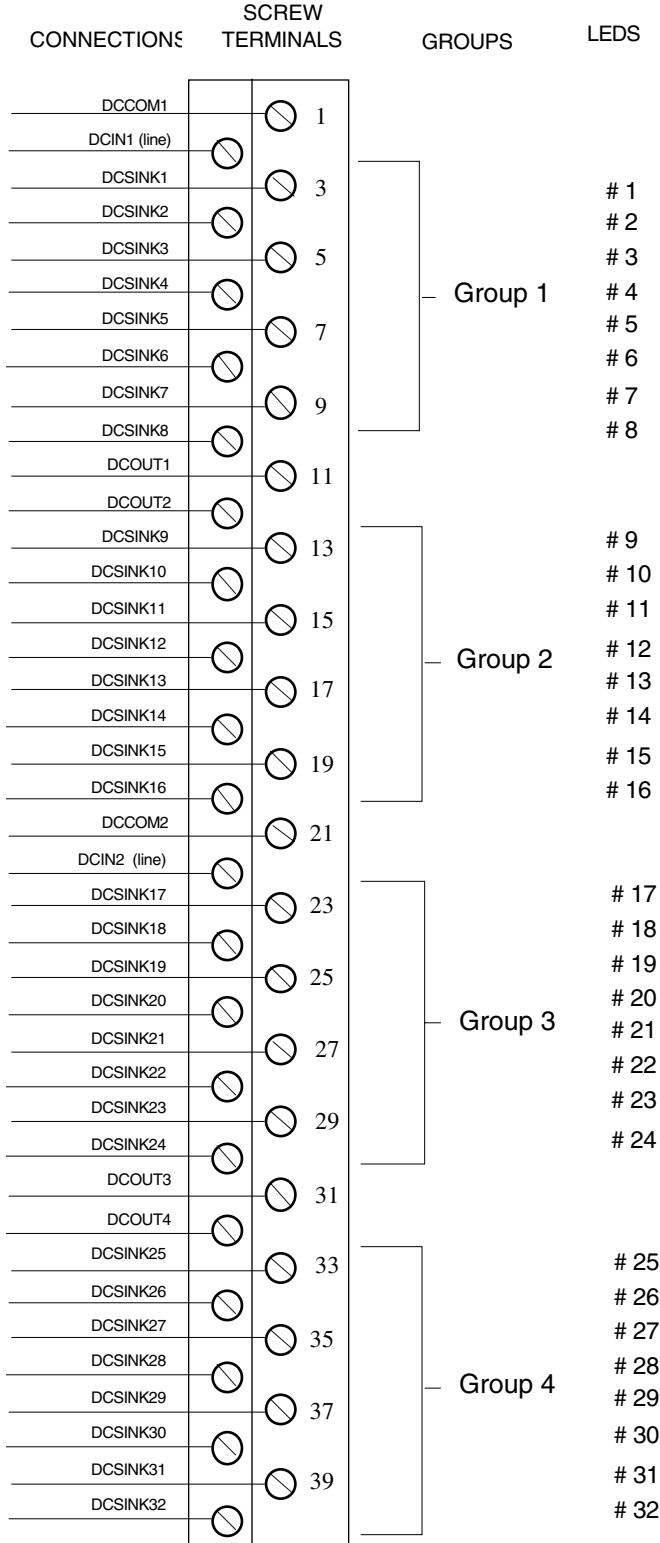 CONNECTIONS SCREW TERMINALS GROUPS LEDS
DCCOM1 1
DCIN1 (line)
DCSINK1 3 # 1
DCSINK2 # 2
DCSINK3 5 # 3
DCSINK4 Group 1 # 4
DCSINK5 7 # 5
DCSINK6 # 6
DCSINK7 9 # 7
DCSINK8 # 8
DCOUT1 11
DCOUT2
DCSINK9 13 # 9
DCSINK10 # 10
DCSINK11 15 # 11
DCSINK12 Group 2 # 12
DCSINK13 17 # 13
DCSINK14 # 14
DCSINK15 19 # 15
DCSINK16 # 16
DCCOM2 21
DCIN2 (line)
DCSINK17 23 # 17
DCSINK18 # 18
DCSINK19 25 # 19
DCSINK20 Group 3 # 20
DCSINK21 27 # 21
DCSINK22 # 22
DCSINK23 29 # 23
DCSINK24 # 24
DCOUT3 31
DCOUT4
DCSINK25 33 # 25
DCSINK26 # 26
DCSINK27 35 # 27
DCSINK28 Group 4 # 28
DCSINK29 37 # 29
DCSINK30 # 30
DCSINK31 39 # 31
DCSINK32 # 32